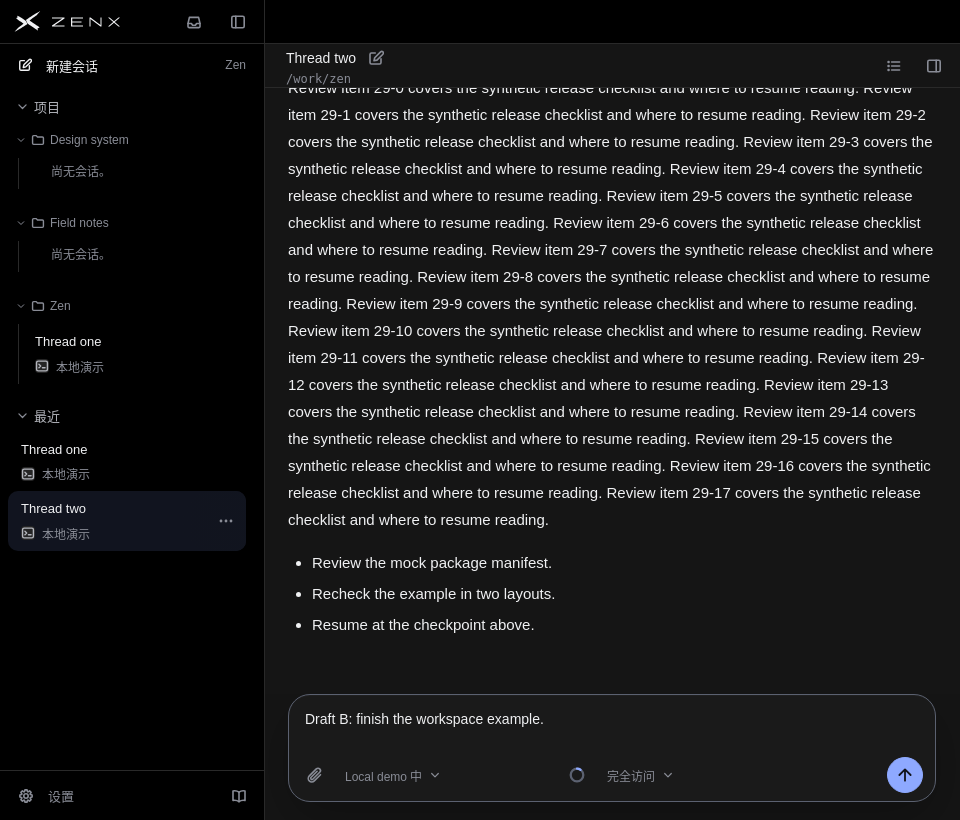 ZENX
新建会话
Zen
项目
Design system
尚无会话。
Field notes
尚无会话。
Zen
Thread one
本地演示
最近
Thread one
本地演示
Thread two
本地演示
设置
Thread two
/work/zen
Review item 29-0 covers the synthetic release checklist and where to resume reading. Review
item 29-1 covers the synthetic release checklist and where to resume reading. Review item 29-2
covers the synthetic release checklist and where to resume reading. Review item 29-3 covers the
synthetic release checklist and where to resume reading. Review item 29-4 covers the synthetic
release checklist and where to resume reading. Review item 29-5 covers the synthetic release
checklist and where to resume reading. Review item 29-6 covers the synthetic release checklist
and where to resume reading. Review item 29-7 covers the synthetic release checklist and where
to resume reading. Review item 29-8 covers the synthetic release checklist and where to resume
reading. Review item 29-9 covers the synthetic release checklist and where to resume reading.
Review item 29-10 covers the synthetic release checklist and where to resume reading. Review
item 29-11 covers the synthetic release checklist and where to resume reading. Review item 29-
12 covers the synthetic release checklist and where to resume reading. Review item 29-13
covers the synthetic release checklist and where to resume reading. Review item 29-14 covers
the synthetic release checklist and where to resume reading. Review item 29-15 covers the
synthetic release checklist and where to resume reading. Review item 29-16 covers the synthetic
release checklist and where to resume reading. Review item 29-17 covers the synthetic release
checklist and where to resume reading.
• Review the mock package manifest.
• Recheck the example in two layouts.
• Resume at the checkpoint above.
Draft B: finish the workspace example.
Local demo 中
完全访问